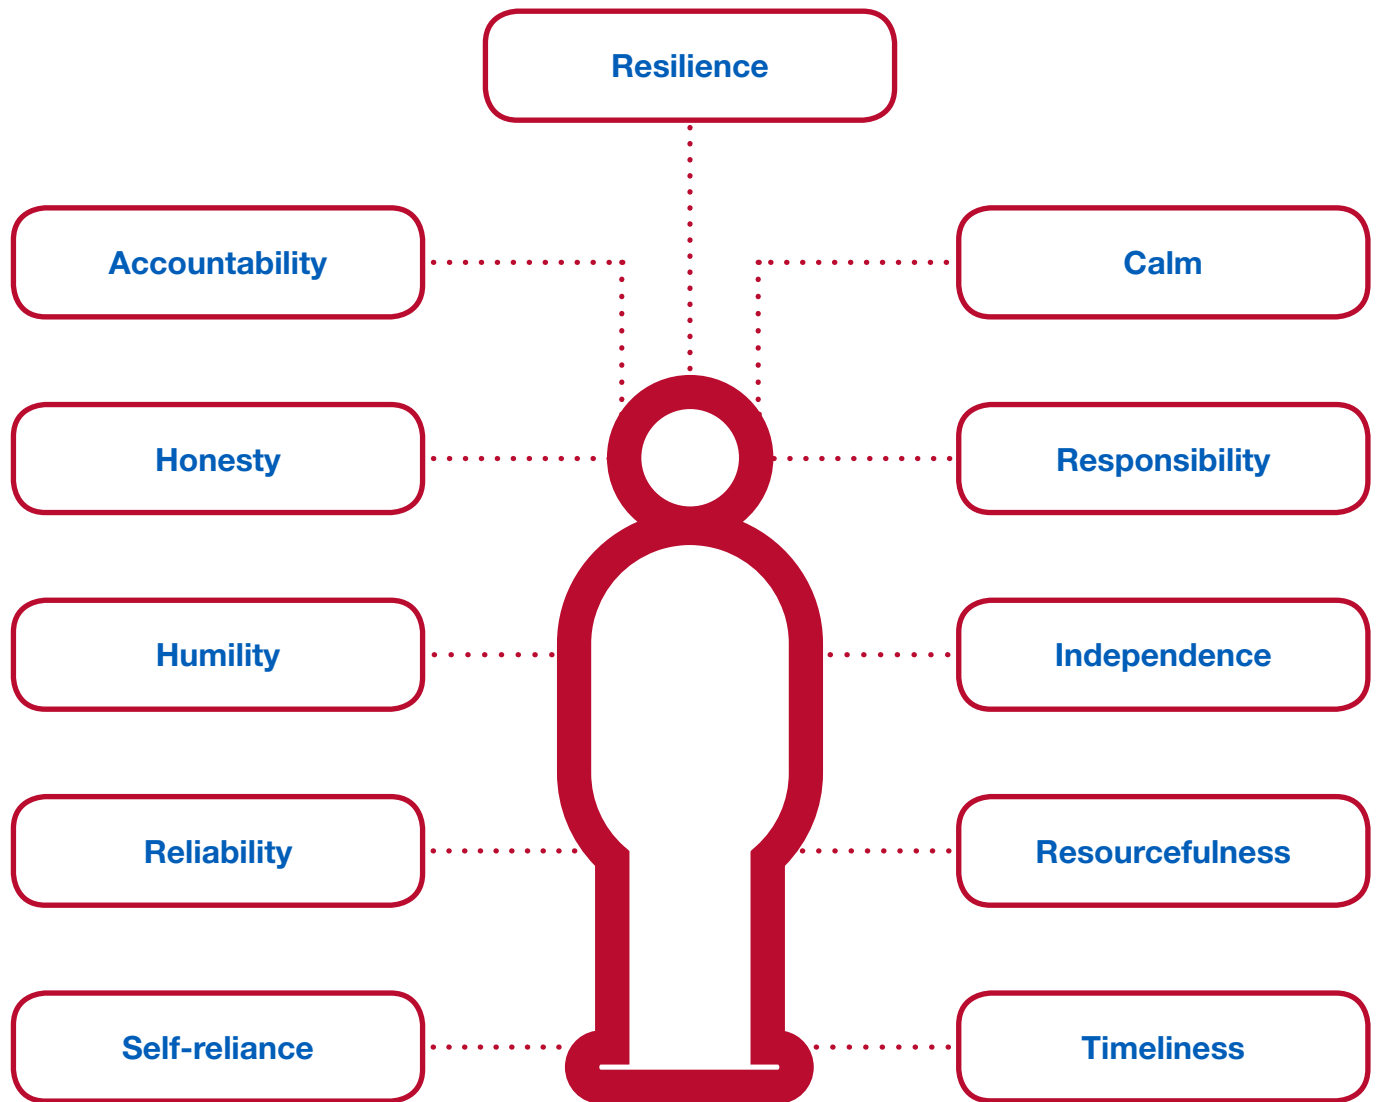 Resilience
Accountability
Calm
Honesty
Responsibility
Humility
Independence
Reliability
Resourcefulness
Self-reliance
Timeliness